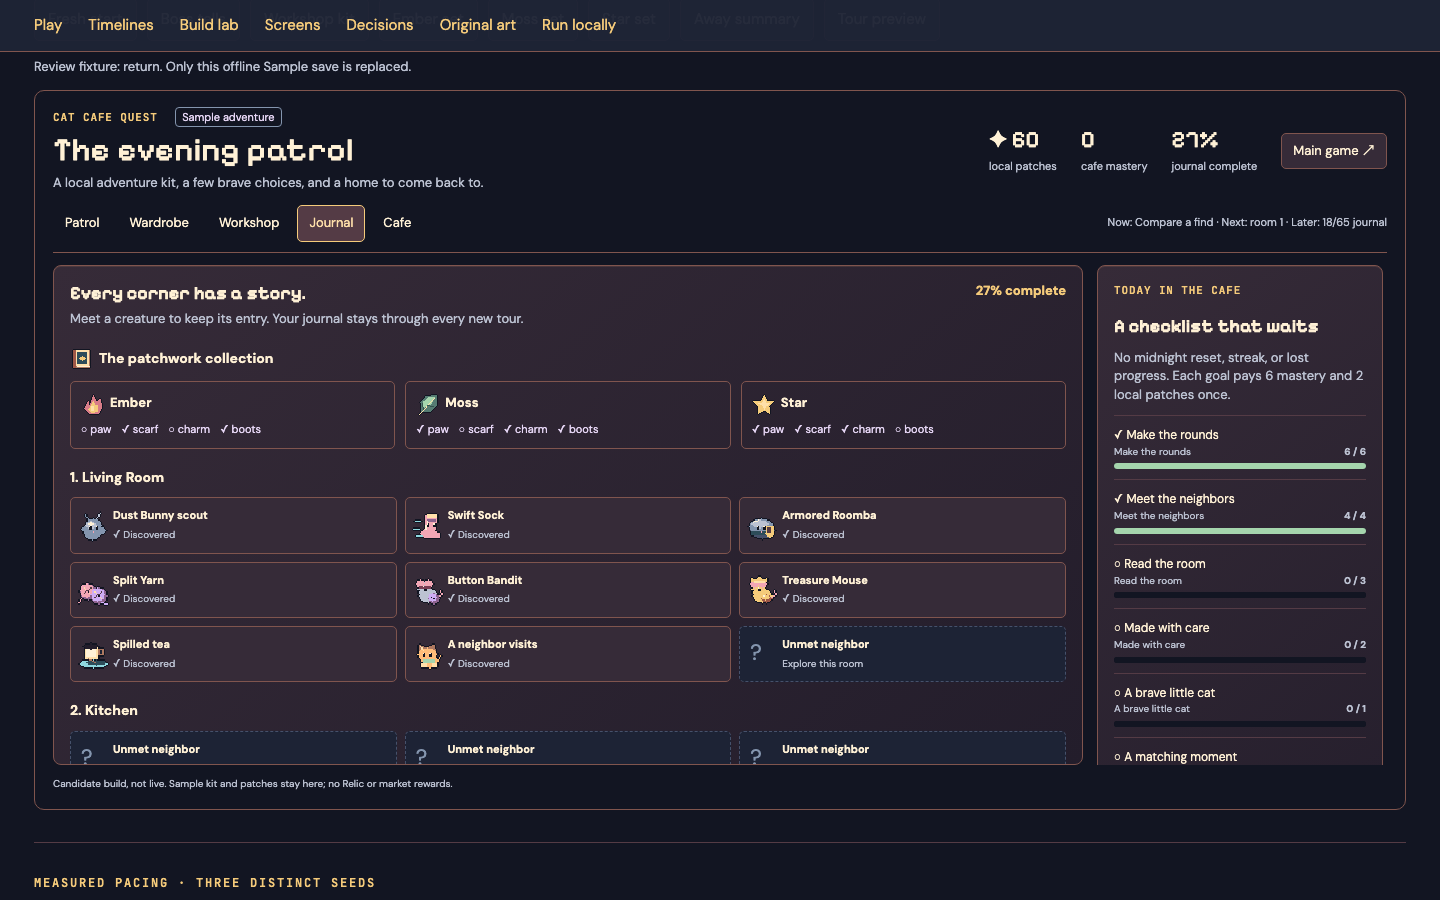 Play Timelines Build lab Screens Decisions Original art Run locally
Away summary Tour preview
Review fixture: return. Only this offline Sample save is replaced.
CAT CAFE QUEST Sample adventure
The evening patrol
A local adventure kit, a few brave choices, and a home to come back to.
✦ 60 local patches
0 cafe mastery
27% journal complete
Main game ↗
Patrol Wardrobe Workshop Journal Cafe
Now: Compare a find · Next: room 1 · Later: 18/65 journal
Every corner has a story.
27% complete
Meet a creature to keep its entry. Your journal stays through every new tour.
The patchwork collection
Ember
○ paw ✓ scarf ○ charm ✓ boots
Moss
✓ paw ○ scarf ✓ charm ✓ boots
Star
✓ paw ✓ scarf ✓ charm ○ boots
1. Living Room
Dust Bunny scout
✓ Discovered
Swift Sock
✓ Discovered
Armored Roomba
✓ Discovered
Split Yarn
✓ Discovered
Button Bandit
✓ Discovered
Treasure Mouse
✓ Discovered
Spilled tea
✓ Discovered
A neighbor visits
✓ Discovered
? Unmet neighbor
Explore this room
2. Kitchen
? Unmet neighbor
? Unmet neighbor
? Unmet neighbor
TODAY IN THE CAFE
A checklist that waits
No midnight reset, streak, or lost
progress. Each goal pays 6 mastery and 2
local patches once.
✓ Make the rounds
Make the rounds 6 / 6
✓ Meet the neighbors
Meet the neighbors 4 / 4
○ Read the room
Read the room 0 / 3
○ Made with care
Made with care 0 / 2
○ A brave little cat
A brave little cat 0 / 1
○ A matching moment
Candidate build, not live. Sample kit and patches stay here; no Relic or market rewards.
MEASURED PACING · THREE DISTINCT SEEDS